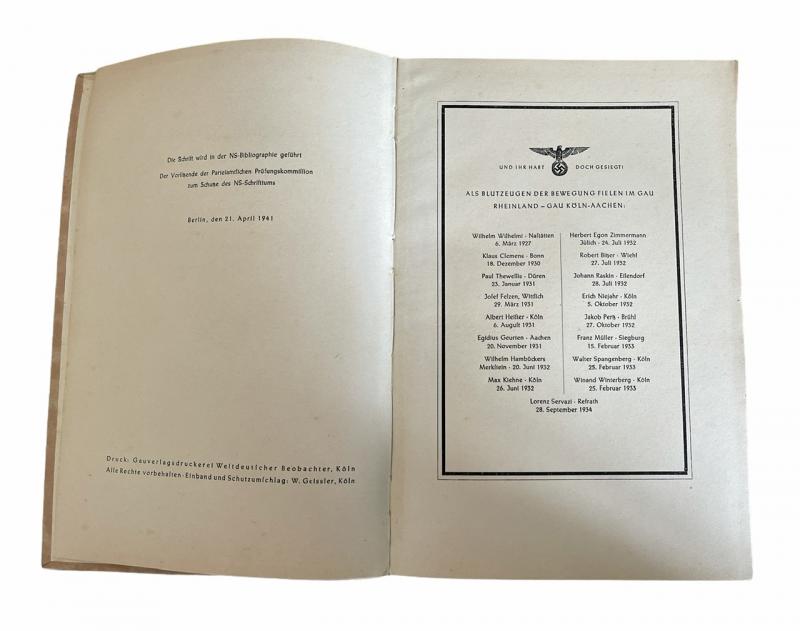 Die Schrift wird in der NS-Bibliographie geführt
Der Vorsitzende der Parteiamtlichen Prüfungskommission
zum Schutze des NS-Schrifttums
Berlin, den 21. April 1941
Druck: Gauverlagsdruckerei Westdeutscher Beobachter, Köln
Alle Rechte vorbehalten · Einband und Schutzumschlag: W. Geissler, Köln
UND IHR HABT DOCH GESIEGT!
ALS BLUTZEUGEN DER BEWEGUNG FIELEN IM GAU
RHEINLAND – GAU KÖLN-AACHEN:
Wilhelm Wilhelmi · Nastätten
6. März 1927
Klaus Clemens · Bonn
18. Dezember 1930
Paul Thewellis · Düren
23. Januar 1931
Josef Felzen, Wittlich
29. März 1931
Albert Heister · Köln
6. August 1931
Egidius Geurten · Aachen
20. November 1931
Wilhelm Hambückers
Merkstein · 20. Juni 1932
Max Kiehne · Köln
26. Juni 1932
Herbert Egon Zimmermann
Jülich · 24. Juli 1932
Robert Bitzer · Wiehl
27. Juli 1932
Johann Raskin · Eilendorf
28. Juli 1932
Erich Niejahr · Köln
5. Oktober 1932
Jakob Pertz · Brühl
27. Oktober 1932
Franz Müller · Siegburg
15. Februar 1933
Walter Spangenberg · Köln
25. Februar 1933
Winand Winterberg · Köln
25. Februar 1933
Lorenz Servazi · Refrath
28. September 1934